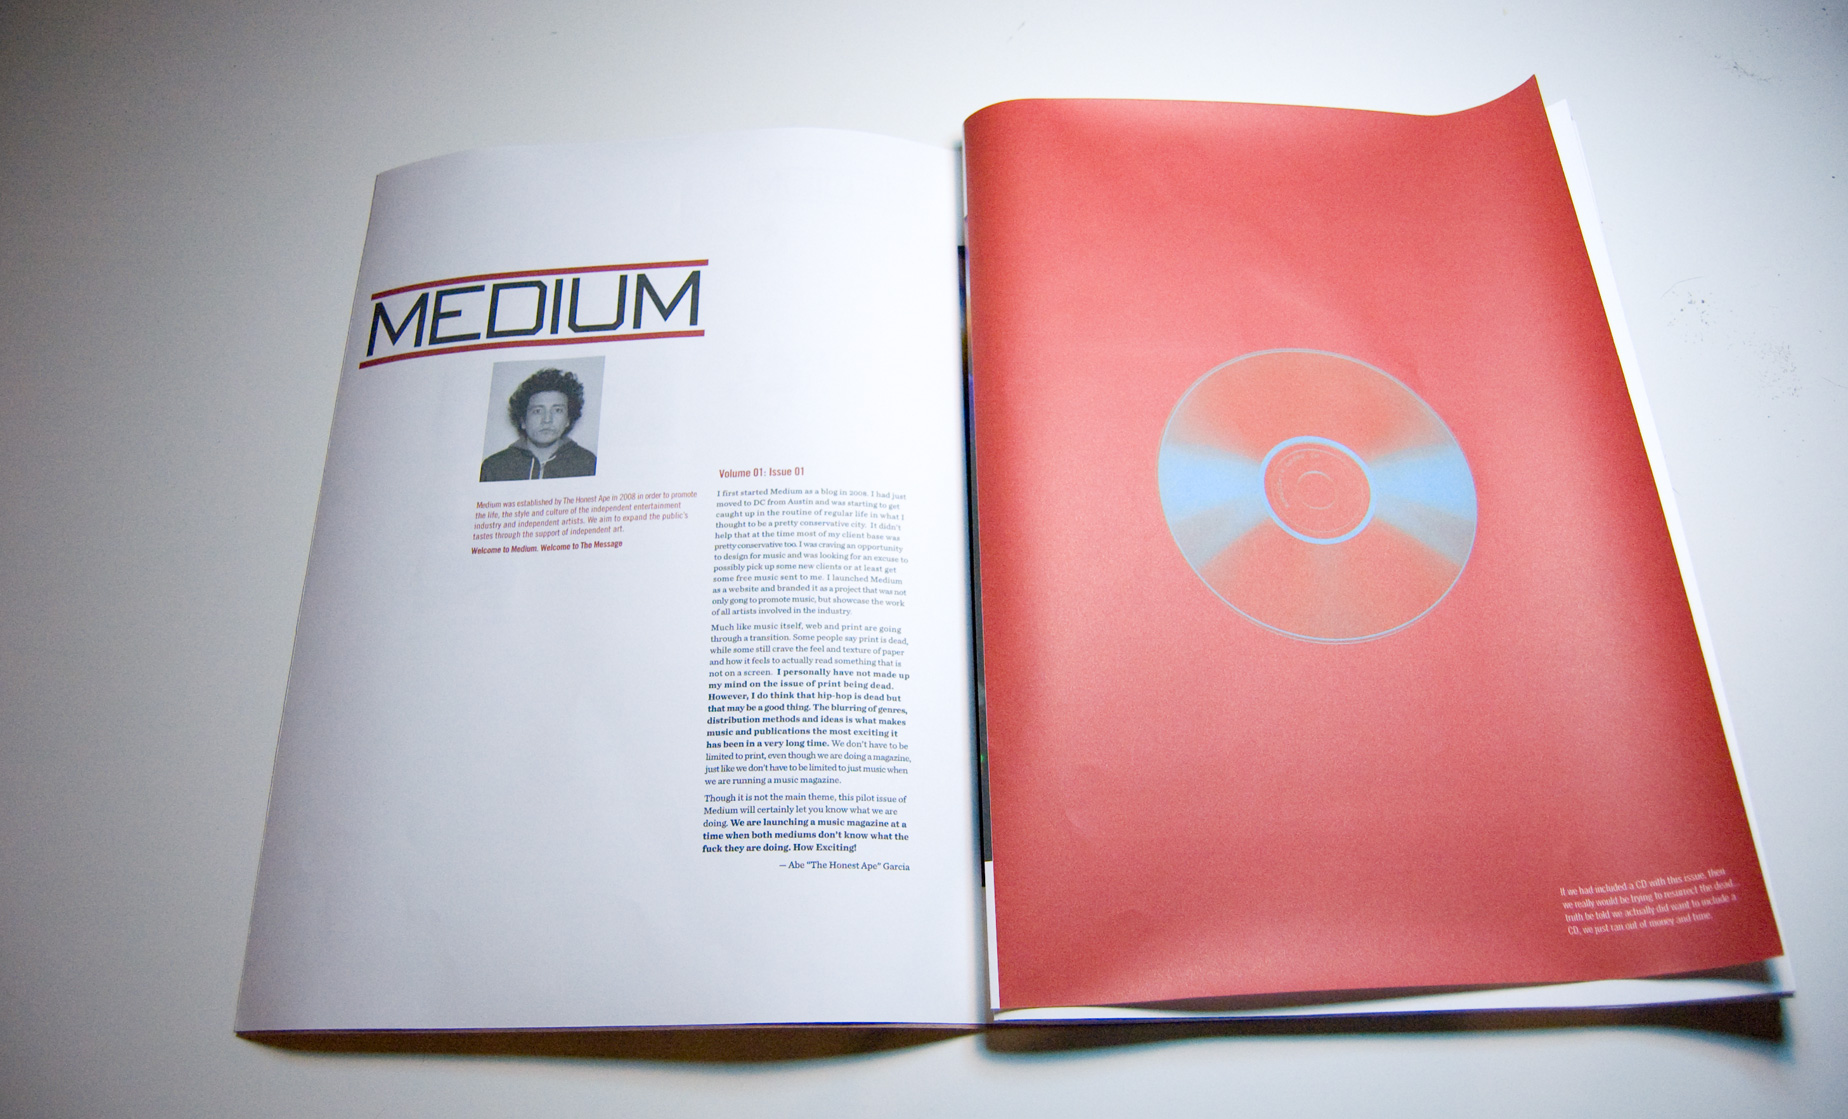 MEDIUM
Medium was established by The Honest Ape in 2008 in order to promote
the life, the style and culture of the independent entertainment
industry and independent artists. We aim to expand the public's
tastes through the support of independent art.
Welcome to Medium. Welcome to The Message
Volume 01: Issue 01
I first started Medium as a blog in 2008. I had just
moved to DC from Austin and was starting to get
caught up in the routine of regular life in what I
thought to be a pretty conservative city. It didn't
help that at the time most of my client base was
pretty conservative too. I was craving an opportunity
to design for music and was looking for an excuse to
possibly pick up some new clients or at least get
some free music sent to me. I launched Medium
as a website and branded it as a project that was not
only gong to promote music, but showcase the work
of all artists involved in the industry.
Much like music itself, web and print are going
through a transition. Some people say print is dead,
while some still crave the feel and texture of paper
and how it feels to actually read something that is
not on a screen. I personally have not made up
my mind on the issue of print being dead.
However, I do think that hip-hop is dead but
that may be a good thing. The blurring of genres,
distribution methods and ideas is what makes
music and publications the most exciting it
has been in a very long time. We don't have to be
limited to print, even though we are doing a magazine,
just like we don't have to be limited to just music when
we are running a music magazine.
Though it is not the main theme, this pilot issue of
Medium will certainly let you know what we are
doing. We are launching a music magazine at a
time when both mediums don't know what the
fuck they are doing. How Exciting!
— Abe "The Honest Ape" Garcia
If we had included a CD with this issue, then
we really would be trying to resurrect the dead...
truth be told we actually did want to include a
CD, we just ran out of money and time.